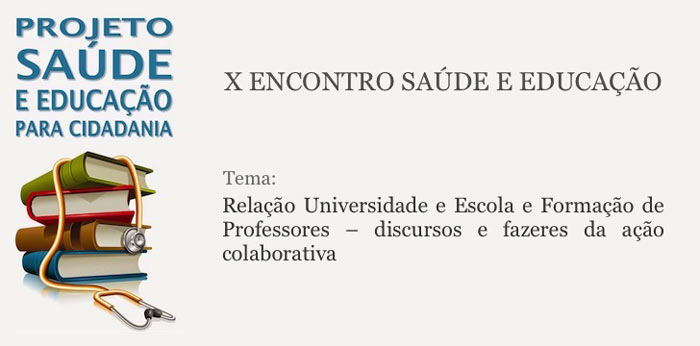 PROJETO
SAÚDE
E EDUCAÇÃO
PARA CIDADANIA
X ENCONTRO SAÚDE E EDUCAÇÃO
Tema:
Relação Universidade e Escola e Formação de
Professores – discursos e fazeres da ação
colaborativa